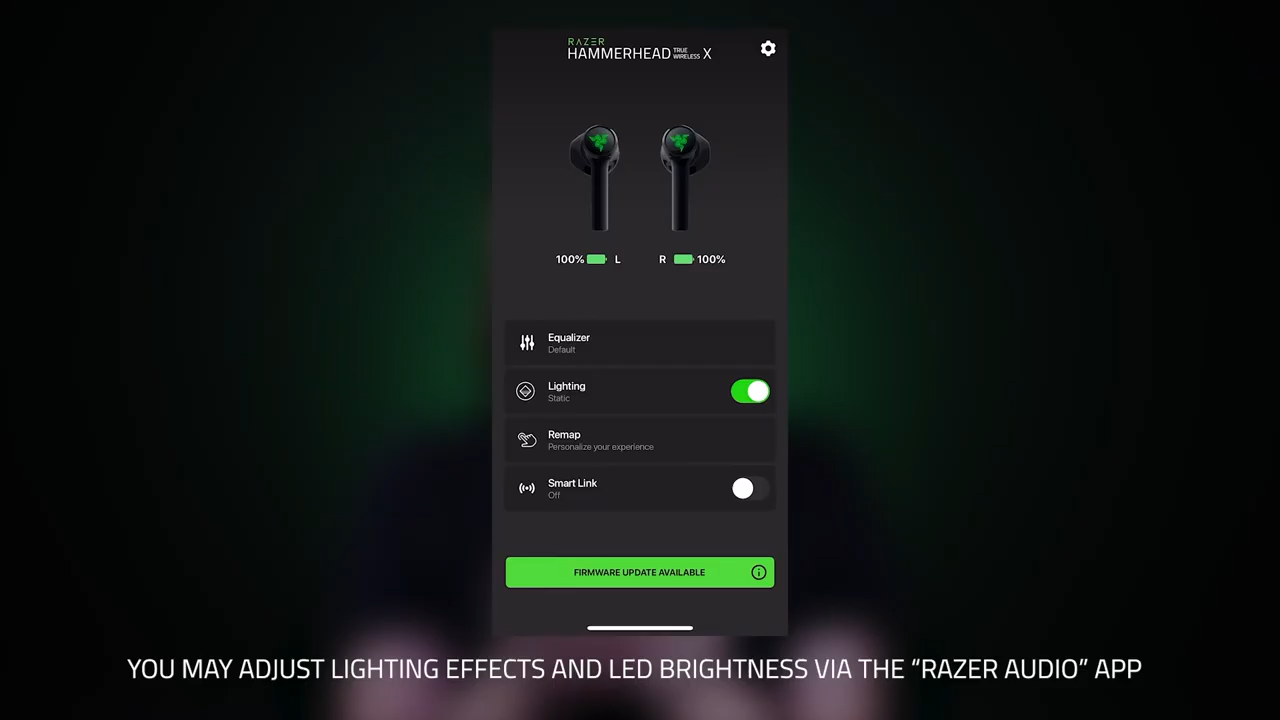 RAZER
HAMMERHEAD TRUE WIRELESS X
100% L R 100%
Equalizer
Default
Lighting
Static
Remap
Personalize your experience
Smart Link
Off
FIRMWARE UPDATE AVAILABLE
YOU MAY ADJUST LIGHTING EFFECTS AND LED BRIGHTNESS VIA THE “RAZER AUDIO” APP